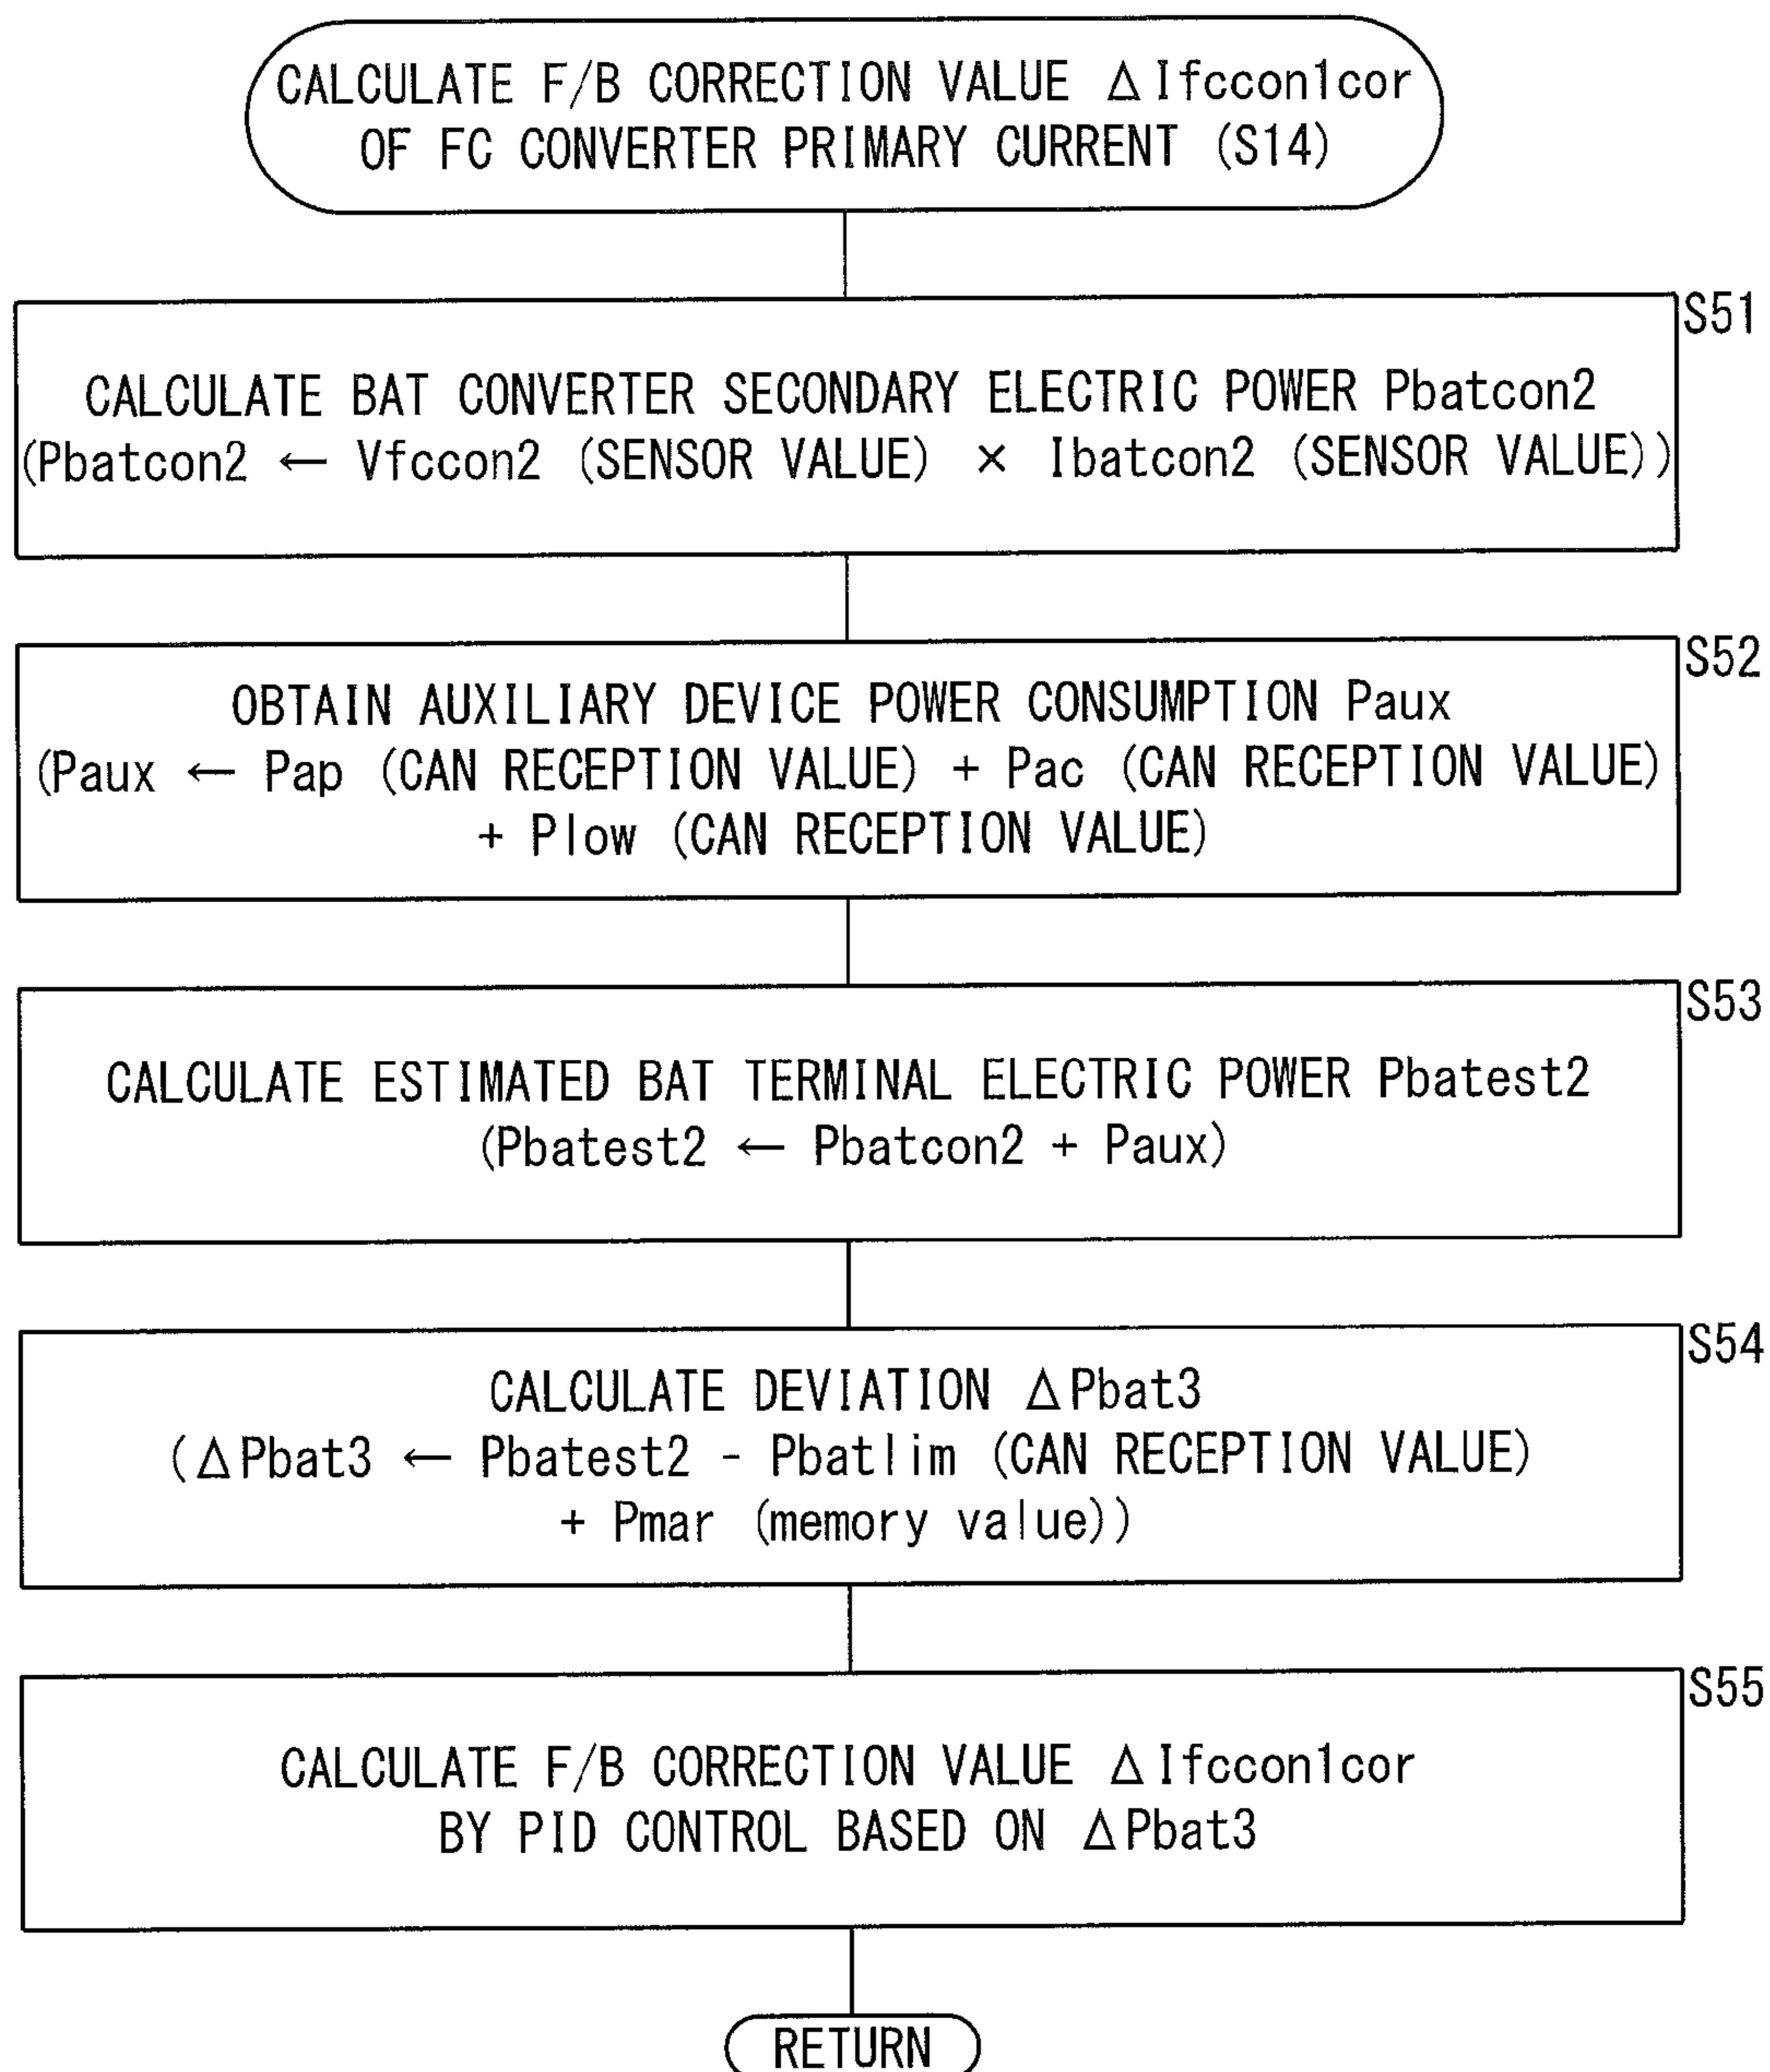 CALCULATE F/B CORRECTION VALUE ΔIfccon1cor
OF FC CONVERTER PRIMARY CURRENT (S14)
S51
CALCULATE BAT CONVERTER SECONDARY ELECTRIC POWER Pbatcon2
(Pbatcon2 ← Vfccon2 (SENSOR VALUE) × Ibatcon2 (SENSOR VALUE))
S52
OBTAIN AUXILIARY DEVICE POWER CONSUMPTION Paux
(Paux ← Pap (CAN RECEPTION VALUE) + Pac (CAN RECEPTION VALUE)
+ Plow (CAN RECEPTION VALUE)
S53
CALCULATE ESTIMATED BAT TERMINAL ELECTRIC POWER Pbatest2
(Pbatest2 ← Pbatcon2 + Paux)
S54
CALCULATE DEVIATION ΔPbat3
(ΔPbat3 ← Pbatest2 - Pbatlim (CAN RECEPTION VALUE)
+ Pmar (memory value))
S55
CALCULATE F/B CORRECTION VALUE ΔIfccon1cor
BY PID CONTROL BASED ON ΔPbat3
RETURN